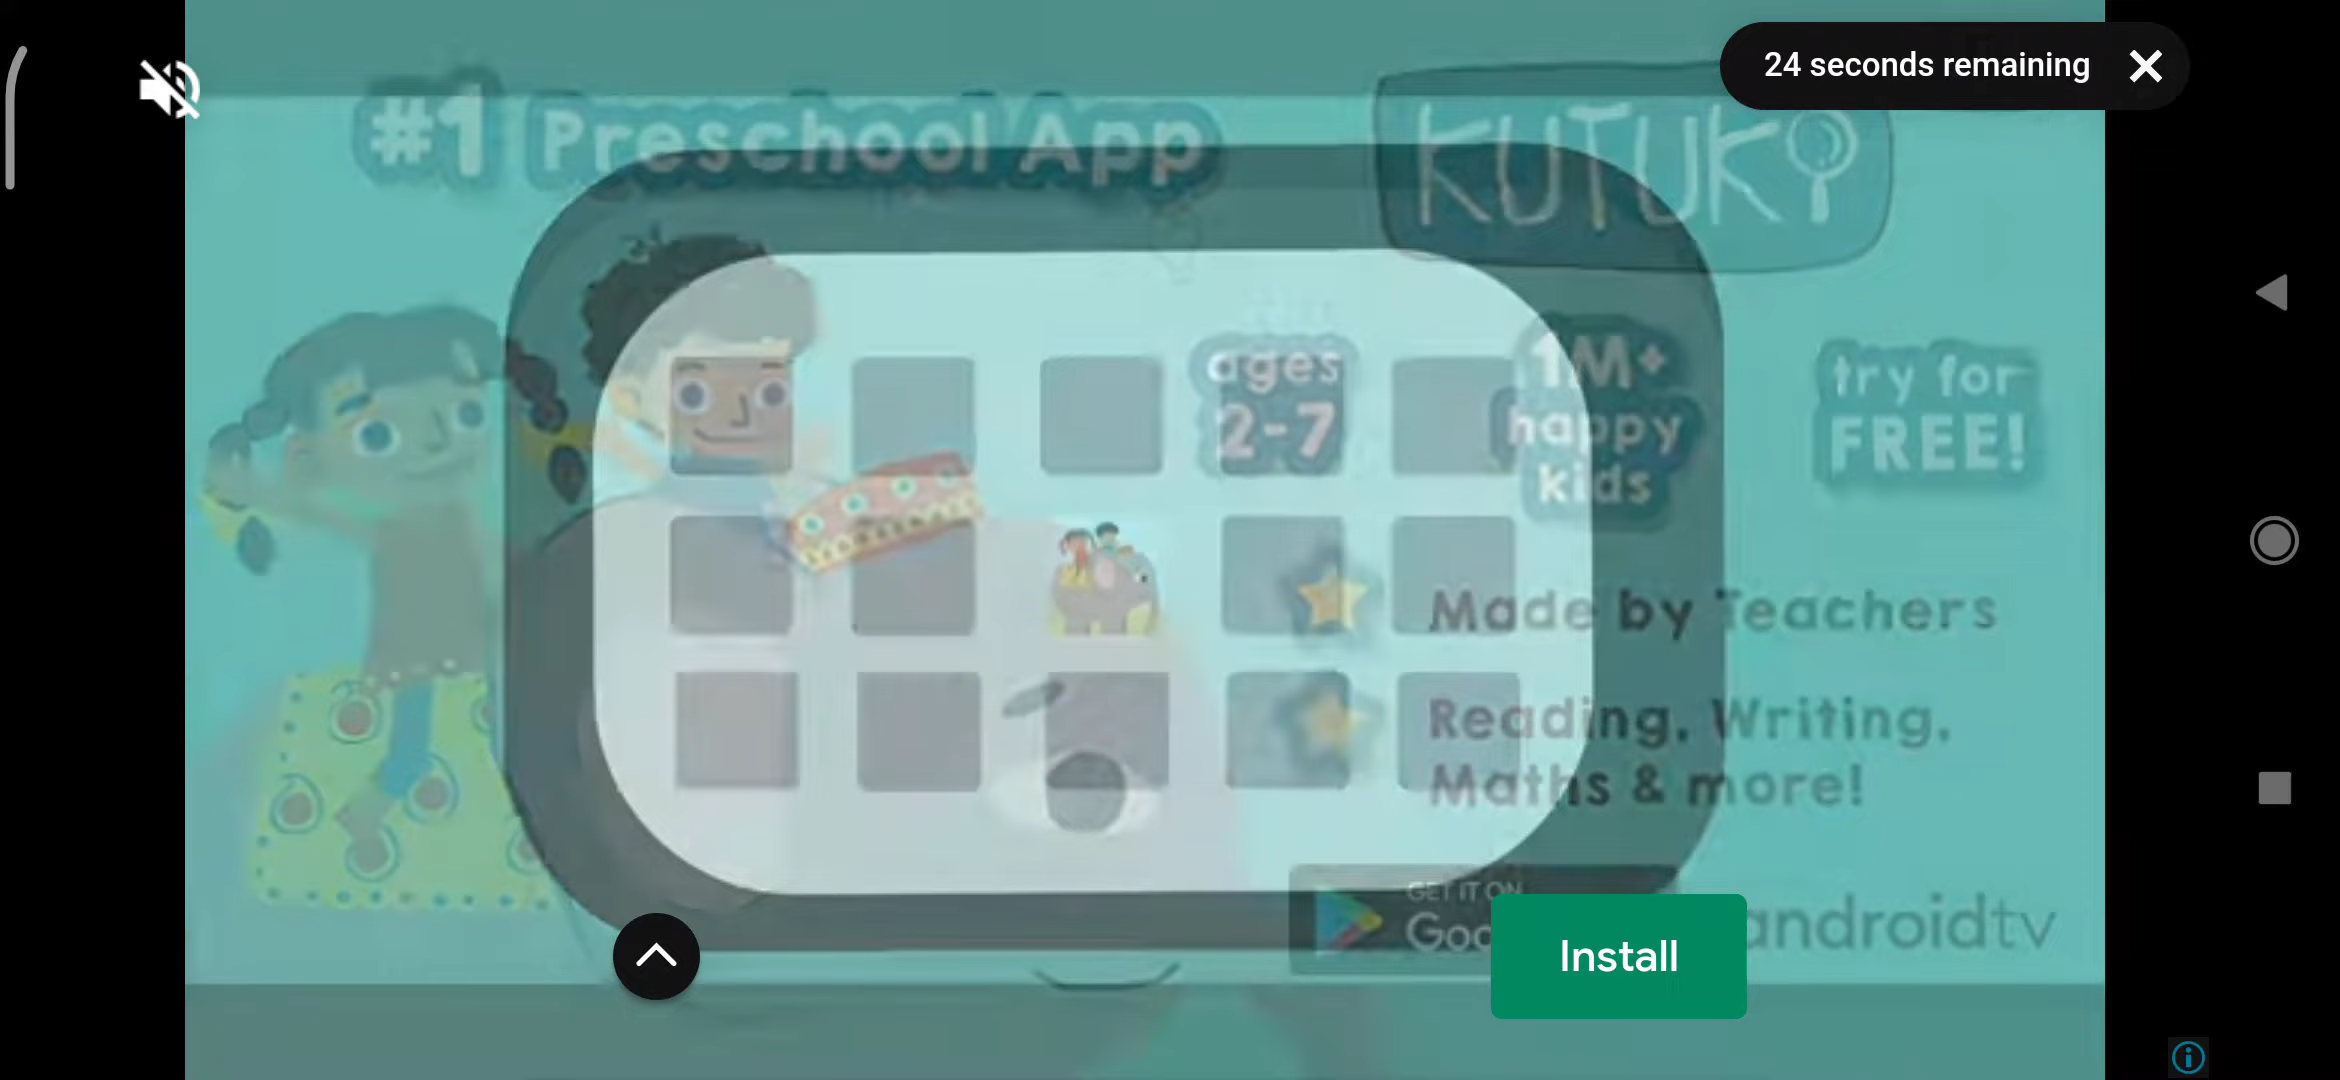 24 seconds remaining
#1 Preschool App
KUTUKI
ages
2-7
1M+
happy
kids
try for
FREE!
Made by Teachers
Reading, Writing,
Maths & more!
GET IT ON
Goo
androidtv
Install